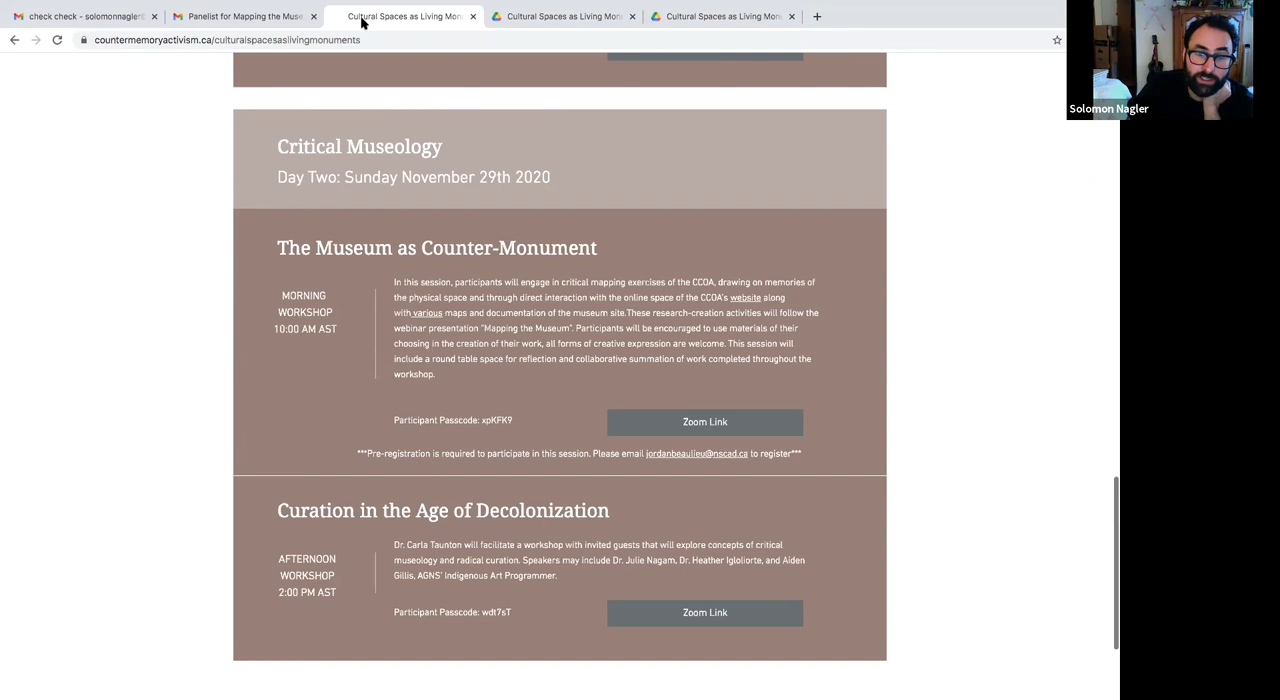 check check - solomonnagler
Panelist for Mapping the Muse
Cultural Spaces as Living Mon
Cultural Spaces as Living Mon
Cultural Spaces as Living Mon
countermemoryactivism.ca/culturalspacesaslivingmonuments
Solomon Nagler
Critical Museology
Day Two: Sunday November 29th 2020
The Museum as Counter-Monument
MORNING
WORKSHOP
10:00 AM AST
In this session, participants will engage in critical mapping exercises of the CCOA, drawing on memories of
the physical space and through direct interaction with the online space of the CCOA's website along
with various maps and documentation of the museum site.These research-creation activities will follow the
webinar presentation "Mapping the Museum". Participants will be encouraged to use materials of their
choosing in the creation of their work, all forms of creative expression are welcome. This session will
include a round table space for reflection and collaborative summation of work completed throughout the
workshop.
Participant Passcode: xpKFK9
Zoom Link
***Pre-registration is required to participate in this session. Please email jordanbeaulieu@nscad.ca to register***
Curation in the Age of Decolonization
AFTERNOON
WORKSHOP
2:00 PM AST
Dr. Carla Taunton will facilitate a workshop with invited guests that will explore concepts of critical
museology and radical curation. Speakers may include Dr. Julie Nagam, Dr. Heather Igloliorte, and Aiden
Gillis, AGNS' Indigenous Art Programmer.
Participant Passcode: wdt7sT
Zoom Link